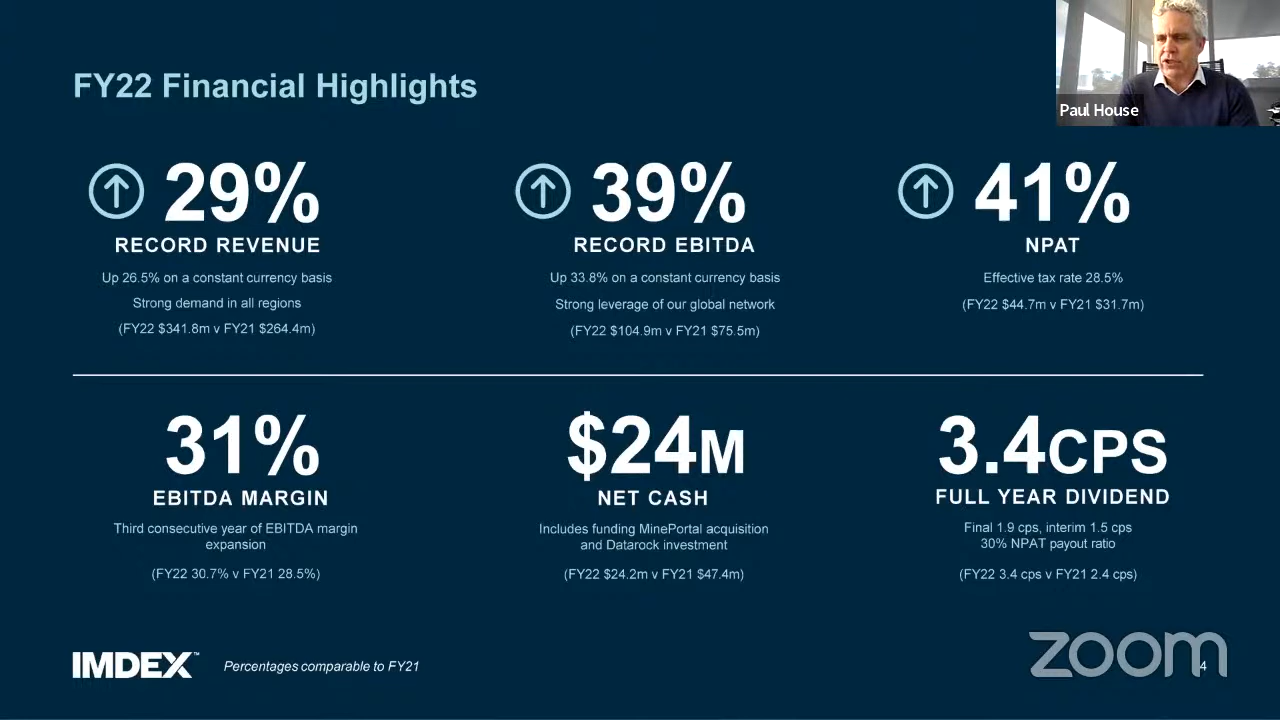 FY22 Financial Highlights
Paul House
29%
RECORD REVENUE
Up 26.5% on a constant currency basis
Strong demand in all regions
(FY22 $341.8m v FY21 $264.4m)
39%
RECORD EBITDA
Up 33.8% on a constant currency basis
Strong leverage of our global network
(FY22 $104.9m v FY21 $75.5m)
41%
NPAT
Effective tax rate 28.5%
(FY22 $44.7m v FY21 $31.7m)
31%
EBITDA MARGIN
Third consecutive year of EBITDA margin
expansion
(FY22 30.7% v FY21 28.5%)
$24M
NET CASH
Includes funding MinePortal acquisition
and Datarock investment
(FY22 $24.2m v FY21 $47.4m)
3.4CPS
FULL YEAR DIVIDEND
Final 1.9 cps, interim 1.5 cps
30% NPAT payout ratio
(FY22 3.4 cps v FY21 2.4 cps)
IMDEX™
Percentages comparable to FY21
zoom
4